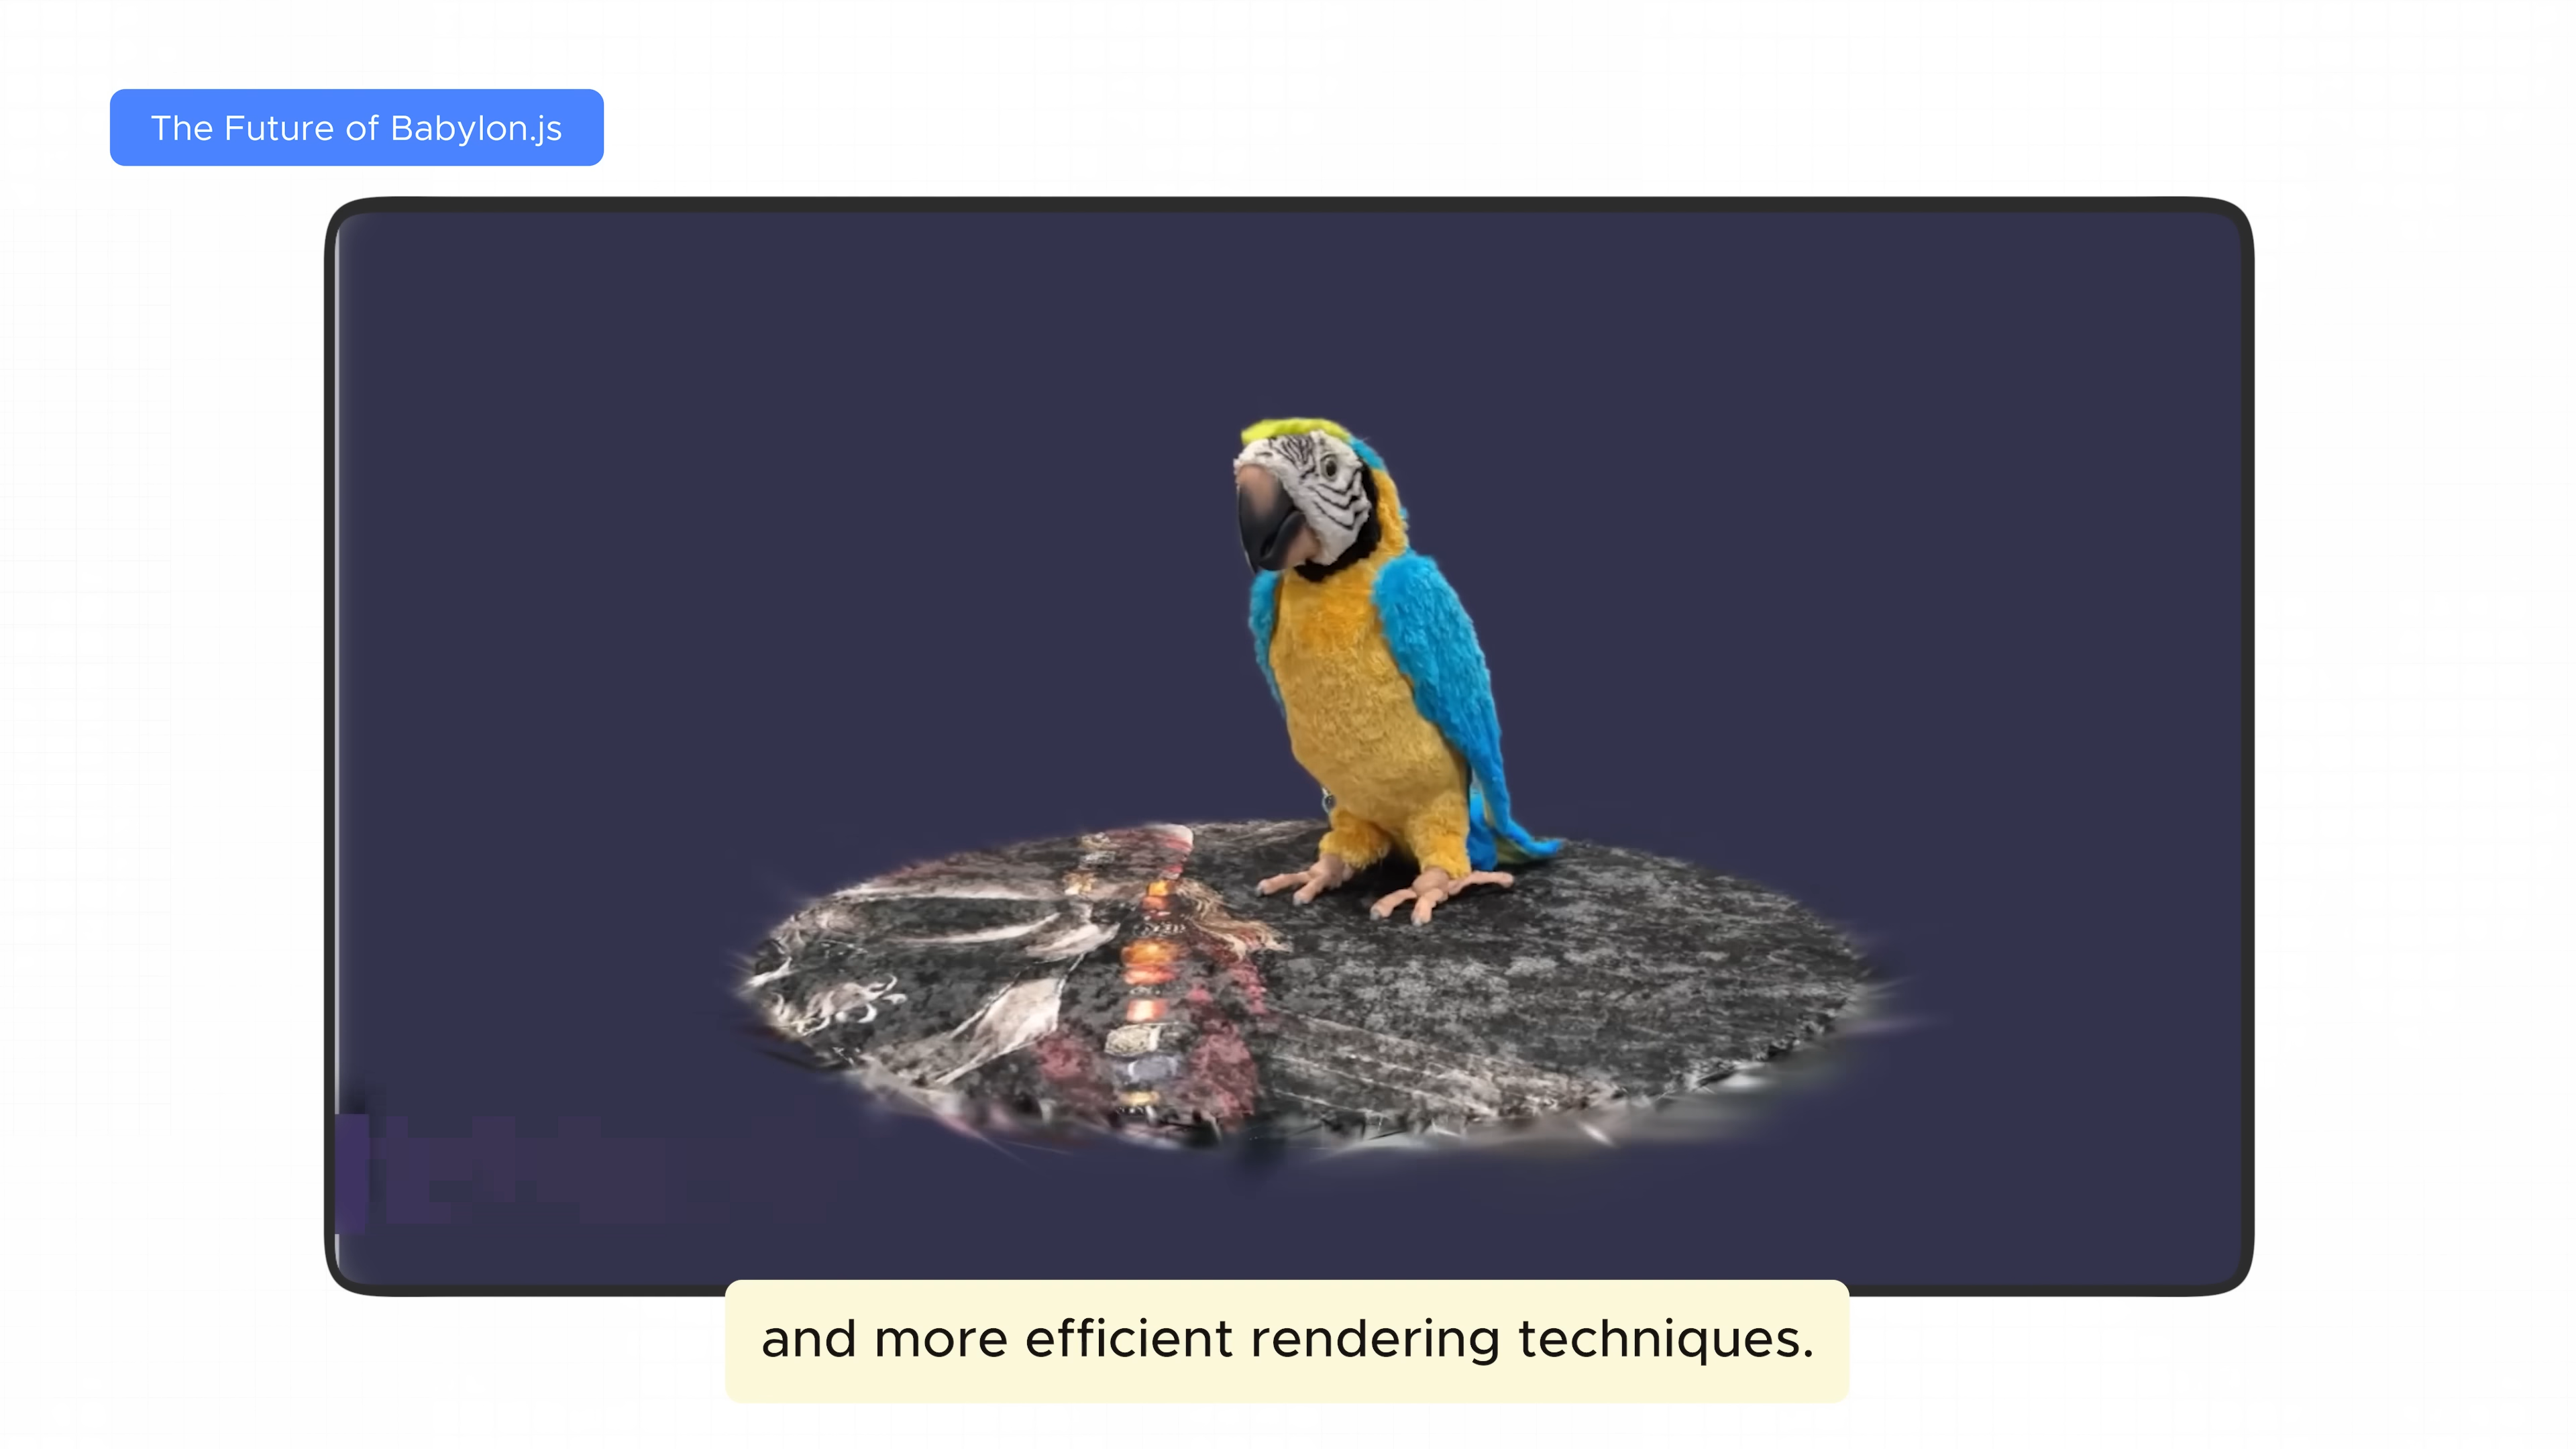 The Future of Babylon.js
and more efficient rendering techniques.